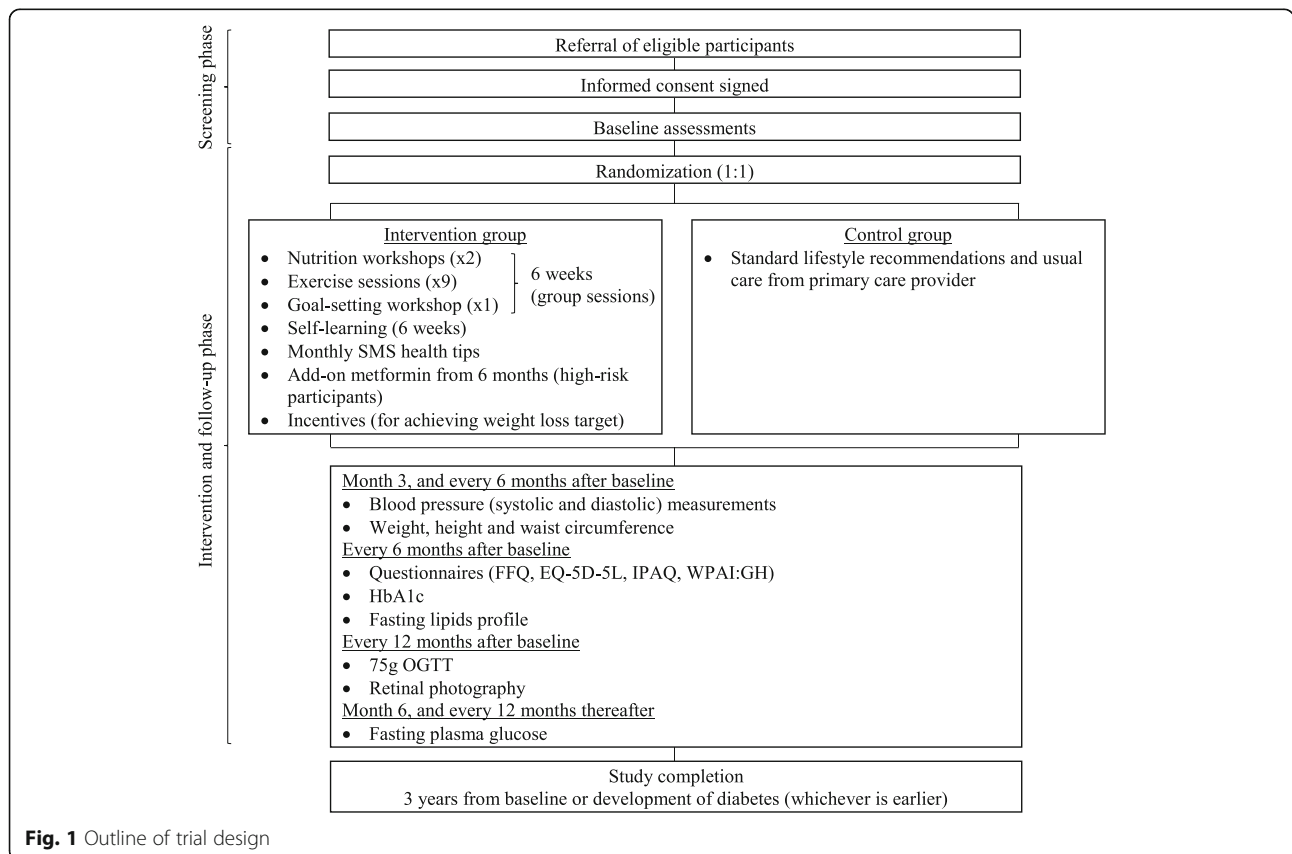 Screening phase
Referral of eligible participants
Informed consent signed
Baseline assessments
Intervention and follow-up phase
Randomization (1:1)
Intervention group
• Nutrition workshops (x2)
• Exercise sessions (x9)
• Goal-setting workshop (x1)
6 weeks
(group sessions)
• Self-learning (6 weeks)
• Monthly SMS health tips
• Add-on metformin from 6 months (high-risk
participants)
• Incentives (for achieving weight loss target)
Control group
• Standard lifestyle recommendations and usual
care from primary care provider
Month 3, and every 6 months after baseline
• Blood pressure (systolic and diastolic) measurements
• Weight, height and waist circumference
Every 6 months after baseline
• Questionnaires (FFQ, EQ-5D-5L, IPAQ, WPAI:GH)
• HbA1c
• Fasting lipids profile
Every 12 months after baseline
• 75g OGTT
• Retinal photography
Month 6, and every 12 months thereafter
• Fasting plasma glucose
Study completion
3 years from baseline or development of diabetes (whichever is earlier)
Fig. 1 Outline of trial design